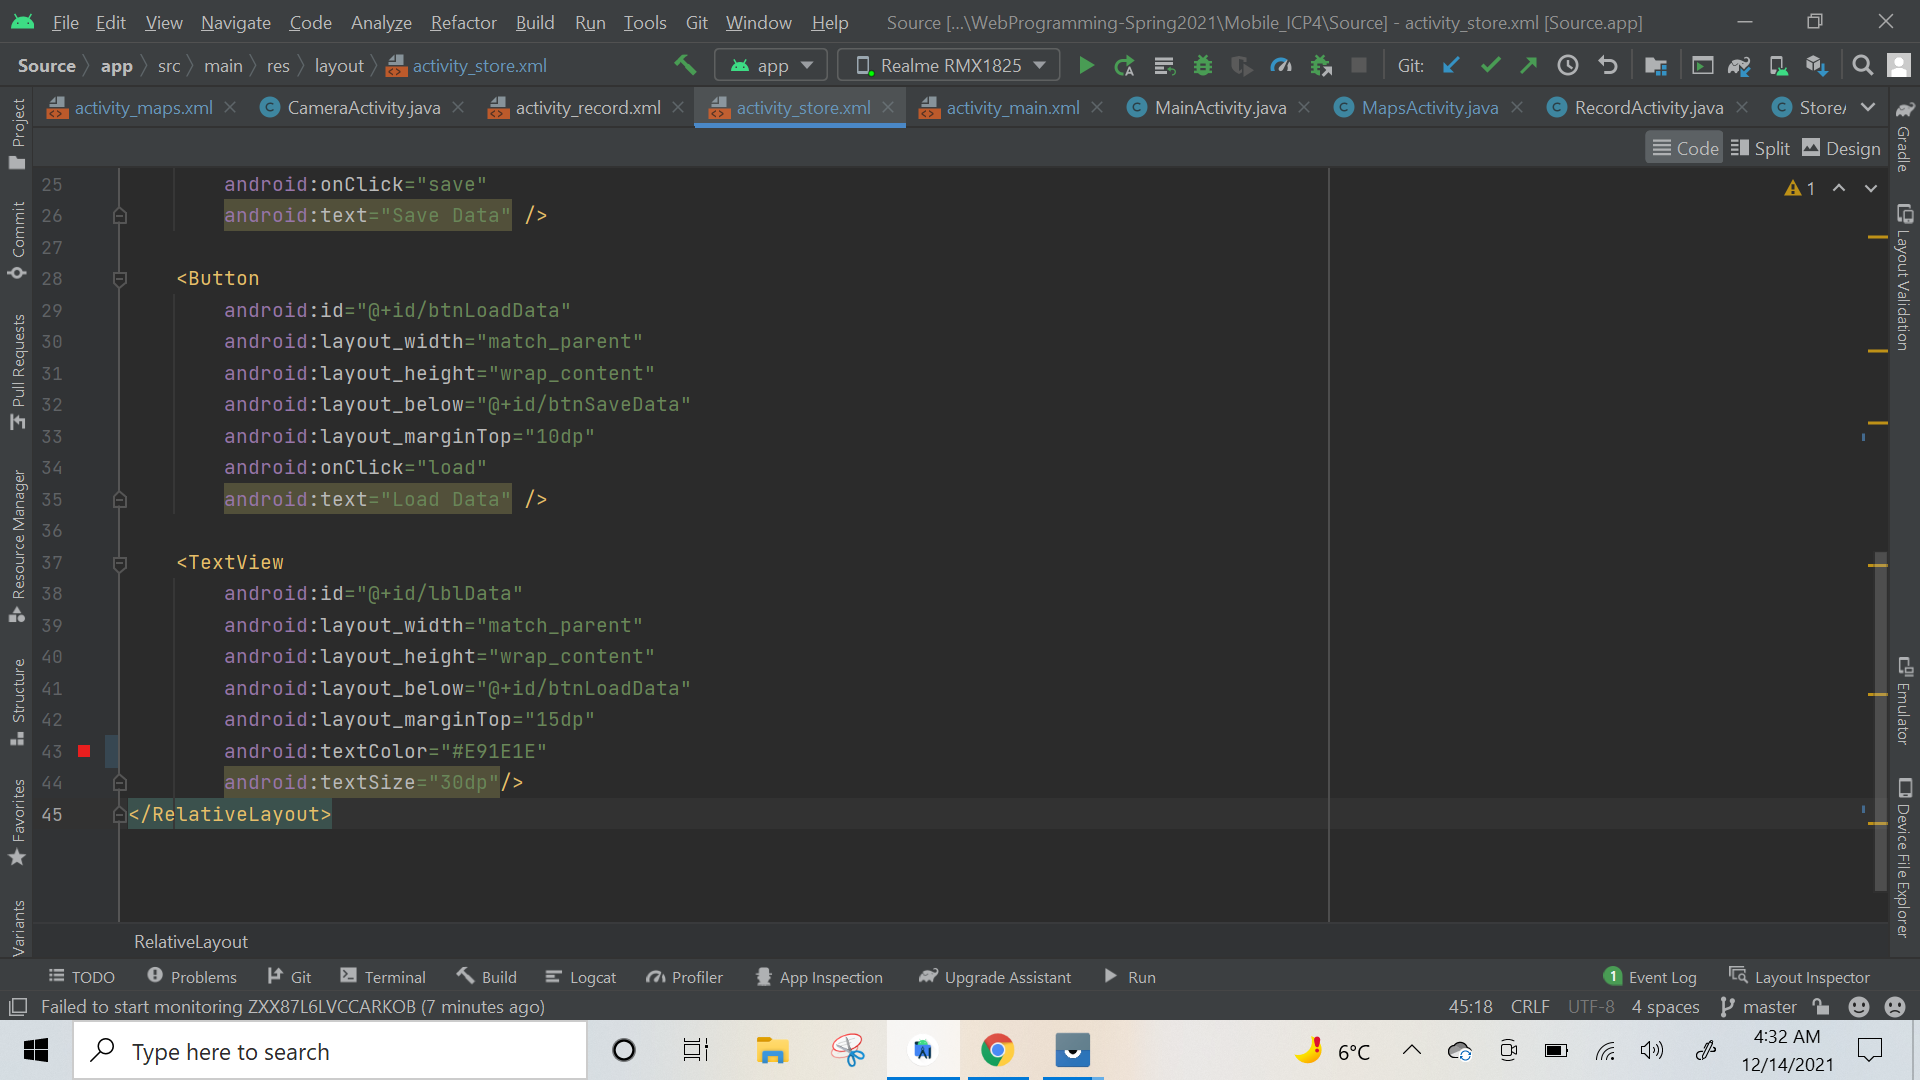 File Edit View Navigate Code Analyze Refactor Build Run Tools Git Window Help Source [...\WebProgramming-Spring2021\Mobile_ICP4\Source] - activity_store.xml [Source.app]
Source app src main res layout activity_store.xml app Realme RMX1825 Git:
activity_maps.xml CameraActivity.java activity_record.xml activity_store.xml activity_main.xml MainActivity.java MapsActivity.java RecordActivity.java Store
Code Split Design
25 android:onClick="save"
26 android:text="Save Data" />
27
28 <Button
29 android:id="@+id/btnLoadData"
30 android:layout_width="match_parent"
31 android:layout_height="wrap_content"
32 android:layout_below="@+id/btnSaveData"
33 android:layout_marginTop="10dp"
34 android:onClick="load"
35 android:text="Load Data" />
36
37 <TextView
38 android:id="@+id/lblData"
39 android:layout_width="match_parent"
40 android:layout_height="wrap_content"
41 android:layout_below="@+id/btnLoadData"
42 android:layout_marginTop="15dp"
43 android:textColor="#E91E1E"
44 android:textSize="30dp"/>
45 </RelativeLayout>
1
Project
Commit
Pull Requests
Resource Manager
Structure
Favorites
Variants
Gradle
Layout Validation
Emulator
Device File Explorer
RelativeLayout
TODO Problems Git Terminal Build Logcat Profiler App Inspection Upgrade Assistant Run 1 Event Log Layout Inspector
Failed to start monitoring ZXX87L6LVCCARKOB (7 minutes ago) 45:18 CRLF UTF-8 4 spaces master
Type here to search 6°C 4:32 AM
12/14/2021